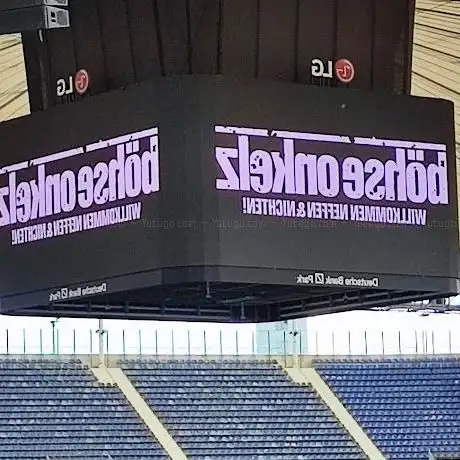 LG
LG
böhse onkelz
WILLKOMMEN NEFFEN & NICHTEN!
böhse onkelz
WILLKOMMEN NEFFEN & NICHTEN!
Deutsche Bank Park
Deutsche Bank Park